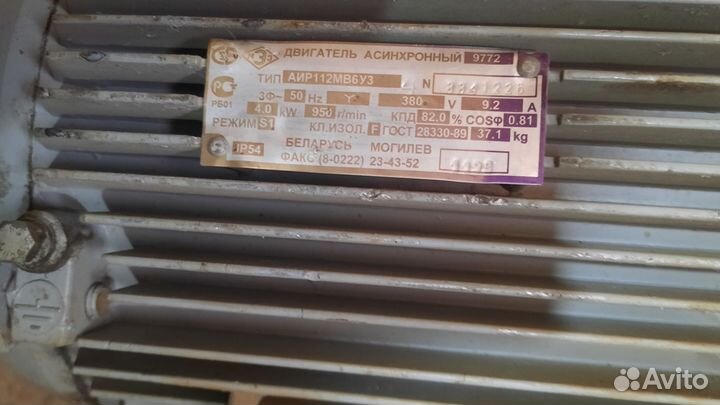 ДВИГАТЕЛЬ АСИНХРОННЫЙ 9772
ТИП АИР112МВ6У3 N
3Ф~ 50 Hz Y 380 V 9.2 A
РБ01 4.0 kW 950 r/min КПД 82.0 % COSФ 0.81
РЕЖИМ S1 КЛ.ИЗОЛ. F ГОСТ 28330-89 37.1 kg
IP54 БЕЛАРУСЬ МОГИЛЕВ
ФАКС (8-0222) 23-43-52
Avito